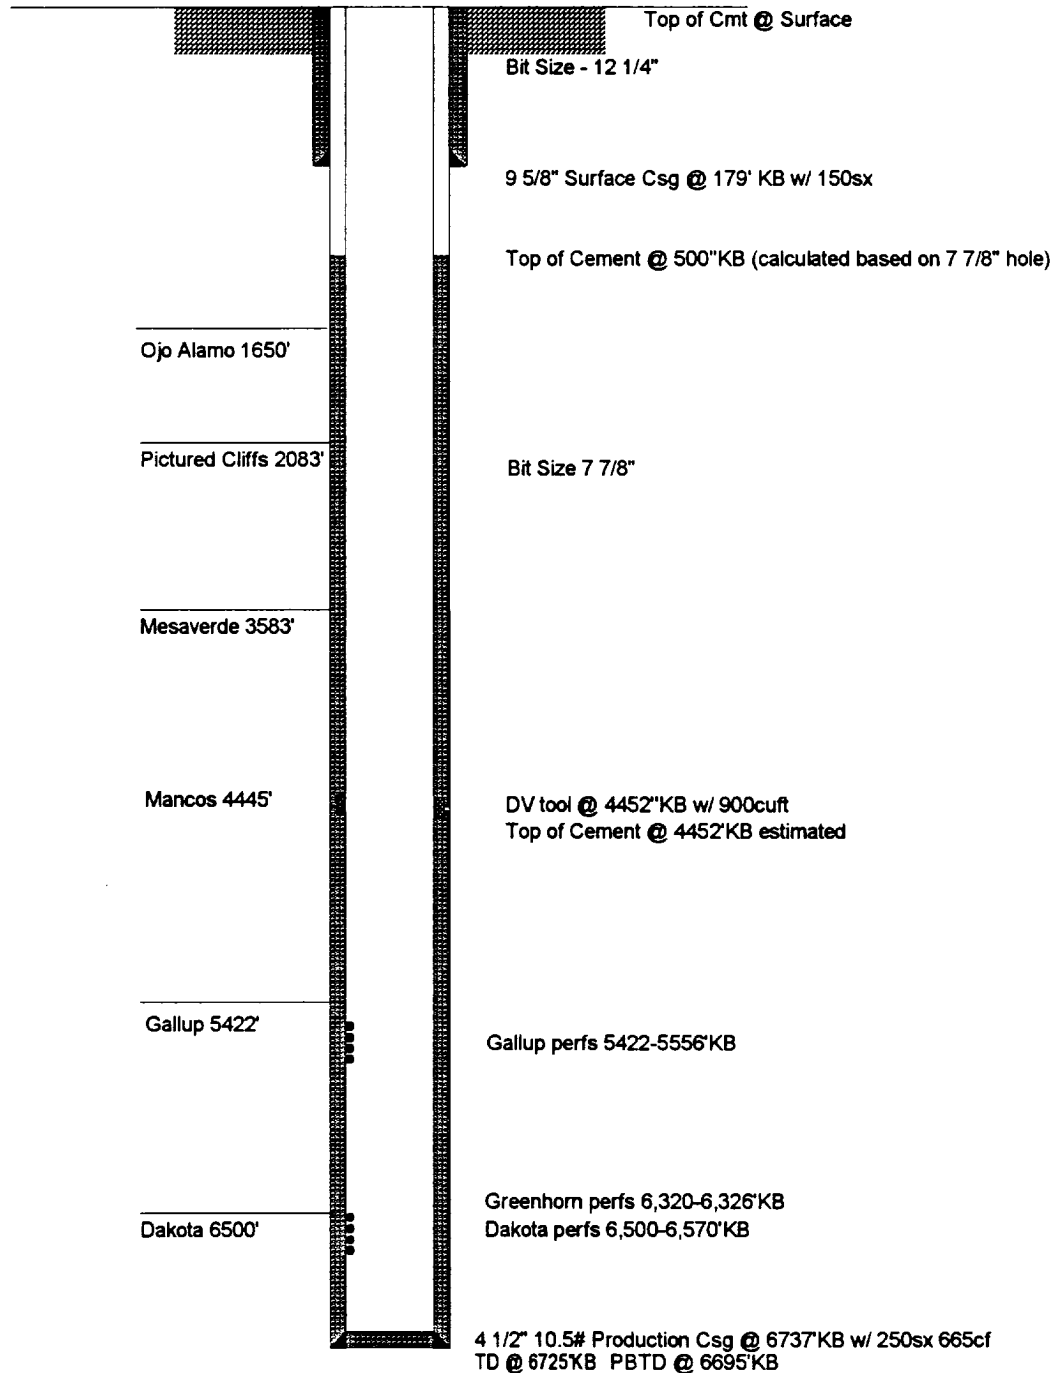 Top of Cmt @ Surface
Bit Size - 12 1/4"
9 5/8" Surface Csg @ 179' KB w/ 150sx
Top of Cement @ 500"KB (calculated based on 7 7/8" hole)
Ojo Alamo 1650'
Pictured Cliffs 2083'
Bit Size 7 7/8"
Mesaverde 3583'
Mancos 4445'
DV tool @ 4452"KB w/ 900cuft
Top of Cement @ 4452'KB estimated
Gallup 5422'
Gallup perfs 5422-5556'KB
Greenhorn perfs 6,320-6,326'KB
Dakota 6500'
Dakota perfs 6,500-6,570'KB
4 1/2" 10.5# Production Csg @ 6737'KB w/ 250sx 665cf
TD @ 6725'KB PBTD @ 6695'KB